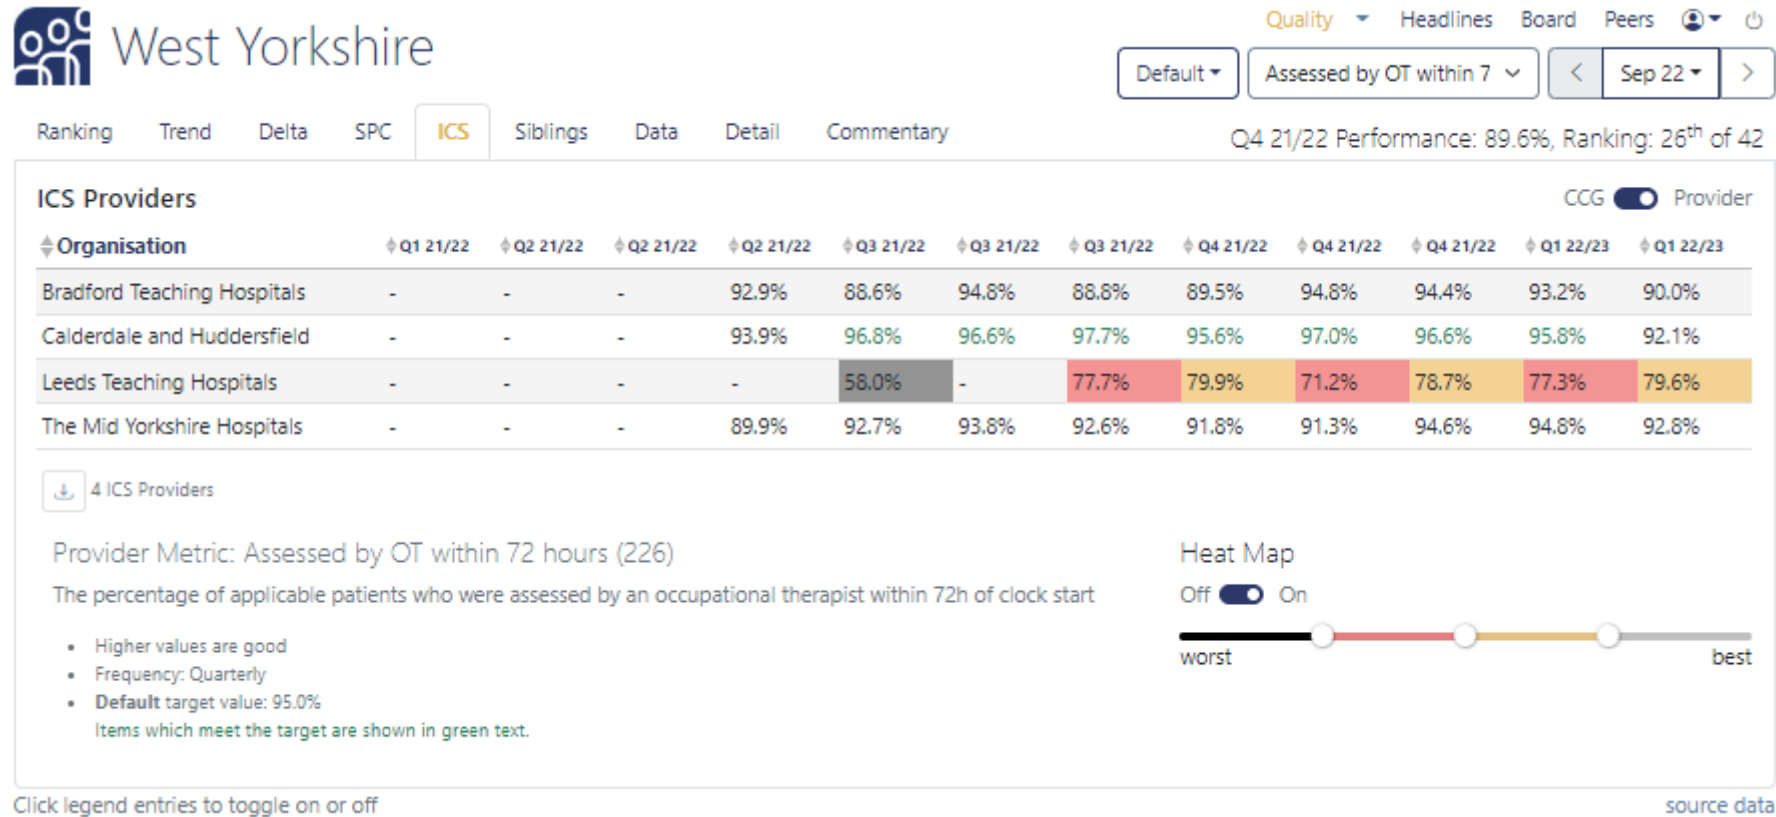 West Yorkshire
Quality Headlines Board Peers
Default Assessed by OT within 7 Sep 22
Ranking Trend Delta SPC ICS Siblings Data Detail Commentary
Q4 21/22 Performance: 89.6%, Ranking: 26th of 42
ICS Providers
CCG Provider
Organisation Q1 21/22 Q2 21/22 Q2 21/22 Q2 21/22 Q3 21/22 Q3 21/22 Q3 21/22 Q4 21/22 Q4 21/22 Q4 21/22 Q1 22/23 Q1 22/23
Bradford Teaching Hospitals - - - 92.9% 88.6% 94.8% 88.8% 89.5% 94.8% 94.4% 93.2% 90.0%
Calderdale and Huddersfield - - - 93.9% 96.8% 96.6% 97.7% 95.6% 97.0% 96.6% 95.8% 92.1%
Leeds Teaching Hospitals - - - - 58.0% - 77.7% 79.9% 71.2% 78.7% 77.3% 79.6%
The Mid Yorkshire Hospitals - - - 89.9% 92.7% 93.8% 92.6% 91.8% 91.3% 94.6% 94.8% 92.8%
4 ICS Providers
Provider Metric: Assessed by OT within 72 hours (226)
The percentage of applicable patients who were assessed by an occupational therapist within 72h of clock start
• Higher values are good
• Frequency: Quarterly
• Default target value: 95.0%
Items which meet the target are shown in green text.
Heat Map
Off On
worst best
Click legend entries to toggle on or off
source data